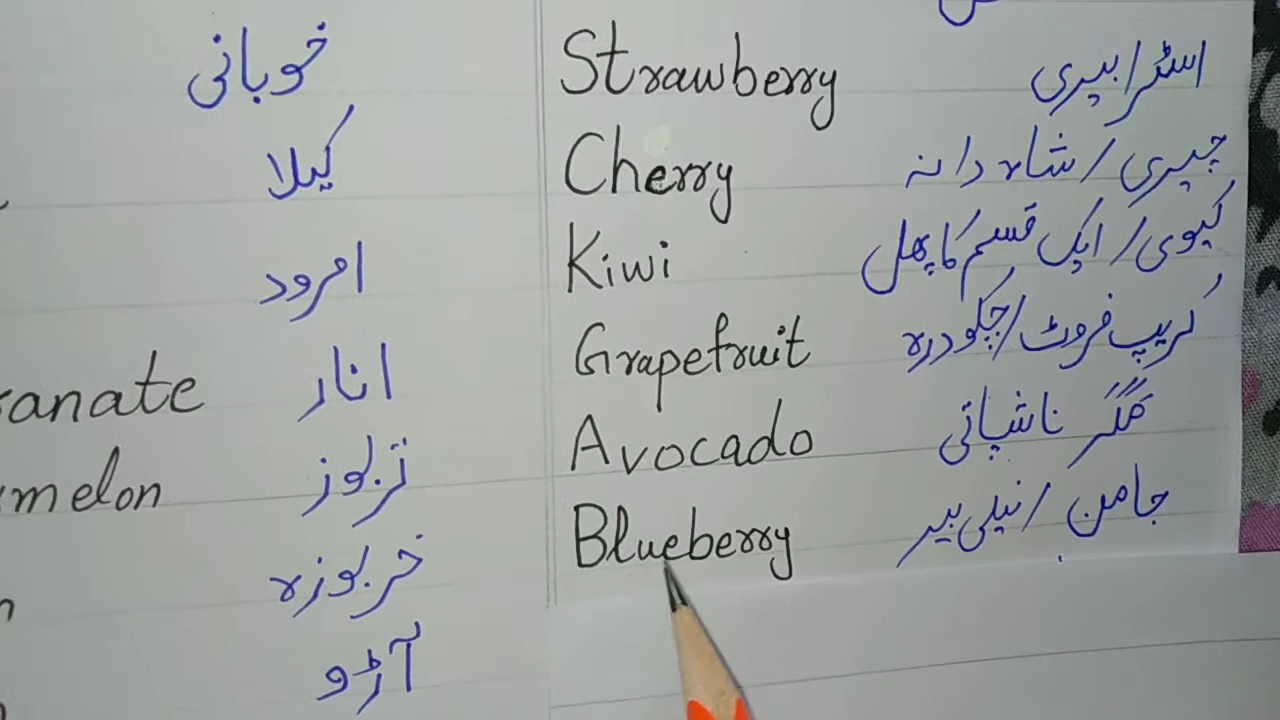 خوبانی
کیلا
امرود
anate انار
melon تربوز
خربوزہ
آڑو
Strawberry اسٹرابیری
Cherry چیری/شاہ دانہ
Kiwi کیوی/ایک قسم کا پھل
Grapefruit گریپ فروٹ/چکودرہ
Avocado مگر ناشپاتی
Blueberry جامن/نیلی بیر